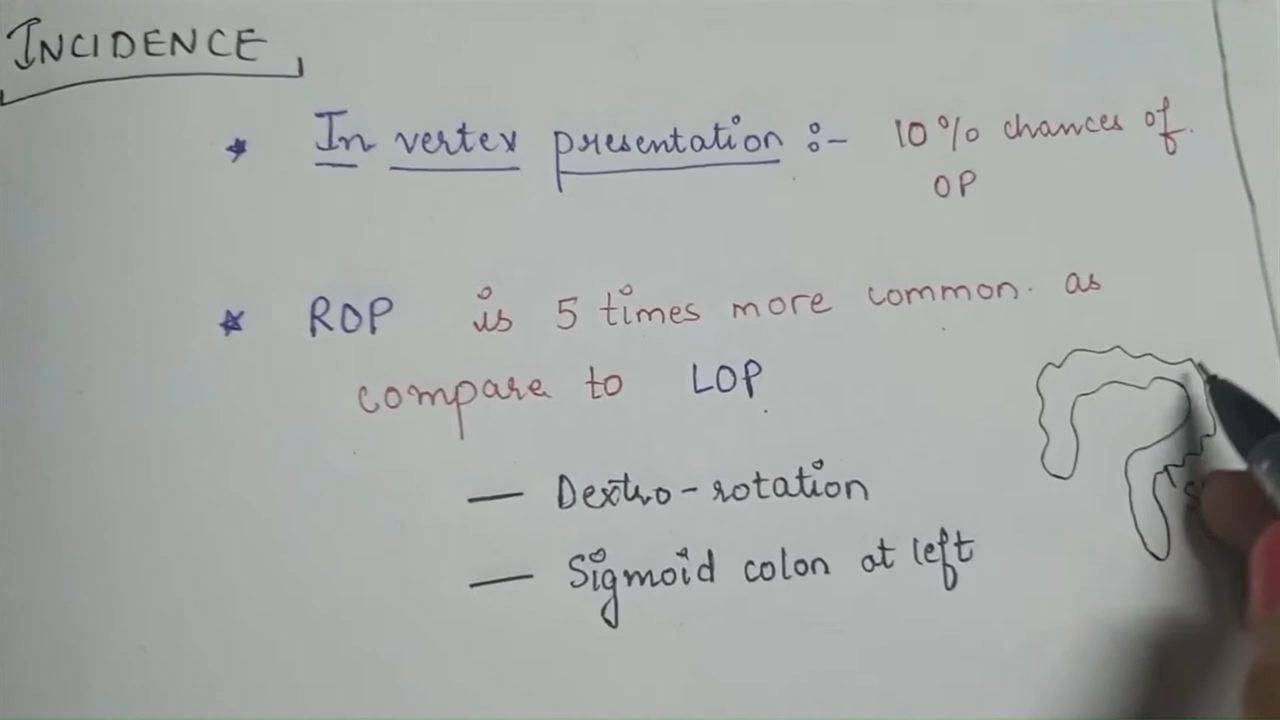 INCIDENCE
In vertex presentation :- 10% chances of.
OP
ROP is 5 times more common. as
compare to LOP
— Dextro-rotation
— Sigmoid colon at left